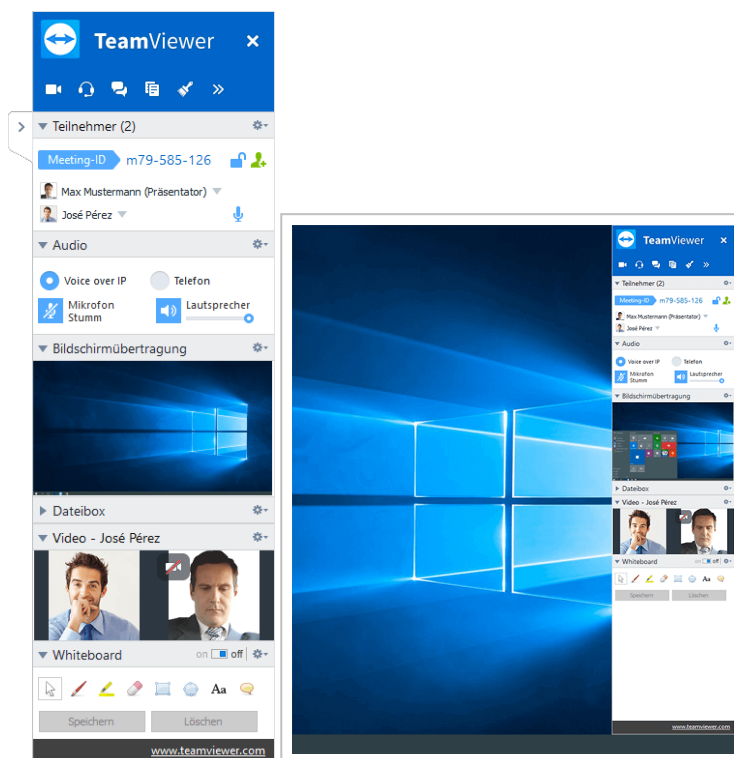 TeamViewer
Teilnehmer (2)
Meeting-ID m79-585-126
Max Mustermann (Präsentator)
José Pérez
Audio
Voice over IP Telefon
Mikrofon Stumm Lautsprecher
Bildschirmübertragung
Dateibox
Video - José Pérez
Whiteboard on off
Aa
Speichern Löschen
www.teamviewer.com
TeamViewer
Teilnehmer (2)
Meeting-ID m79-585-126
Max Mustermann (Präsentator)
José Pérez
Audio
Voice over IP Telefon
Mikrofon Stumm Lautsprecher
Bildschirmübertragung
Dateibox
Video - José Pérez
Whiteboard on off
Aa
Speichern Löschen
www.teamviewer.com